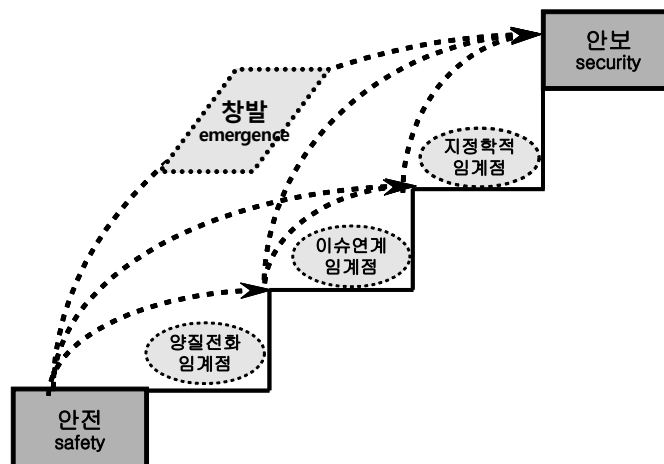 안보
security
창발
emergence
지정학적
임계점
이슈연계
임계점
양질전화
임계점
안전
safety